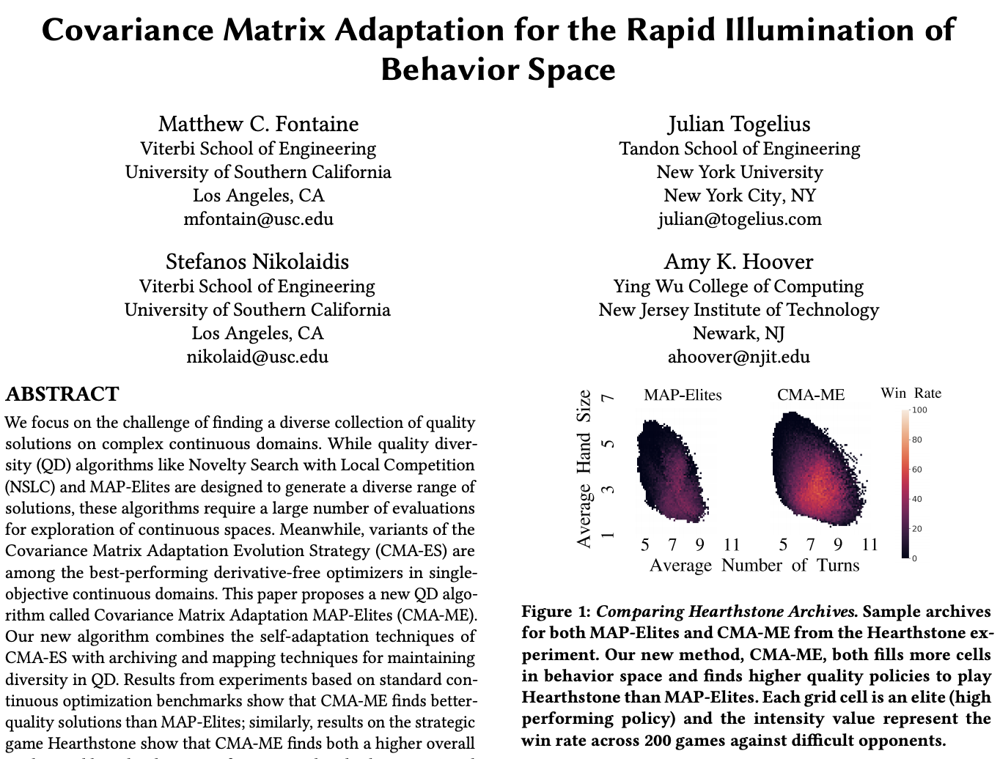 Covariance Matrix Adaptation for the Rapid Illumination of
Behavior Space
Matthew C. Fontaine
Viterbi School of Engineering
University of Southern California
Los Angeles, CA
mfontain@usc.edu
Julian Togelius
Tandon School of Engineering
New York University
New York City, NY
julian@togelius.com
Stefanos Nikolaidis
Viterbi School of Engineering
University of Southern California
Los Angeles, CA
nikolaid@usc.edu
Amy K. Hoover
Ying Wu College of Computing
New Jersey Institute of Technology
Newark, NJ
ahoover@njit.edu
ABSTRACT
We focus on the challenge of finding a diverse collection of quality
solutions on complex continuous domains. While quality diver-
sity (QD) algorithms like Novelty Search with Local Competition
(NSLC) and MAP-Elites are designed to generate a diverse range of
solutions, these algorithms require a large number of evaluations
for exploration of continuous spaces. Meanwhile, variants of the
Covariance Matrix Adaptation Evolution Strategy (CMA-ES) are
among the best-performing derivative-free optimizers in single-
objective continuous domains. This paper proposes a new QD algo-
rithm called Covariance Matrix Adaptation MAP-Elites (CMA-ME).
Our new algorithm combines the self-adaptation techniques of
CMA-ES with archiving and mapping techniques for maintaining
diversity in QD. Results from experiments based on standard con-
tinuous optimization benchmarks show that CMA-ME finds better-
quality solutions than MAP-Elites; similarly, results on the strategic
game Hearthstone show that CMA-ME finds both a higher overall
MAP-Elites
CMA-ME
Win Rate
Average Hand Size
7
5
3
1
5 7 9 11
5 7 9 11
Average Number of Turns
100
80
60
40
20
0
Figure 1: Comparing Hearthstone Archives. Sample archives
for both MAP-Elites and CMA-ME from the Hearthstone ex-
periment. Our new method, CMA-ME, both fills more cells
in behavior space and finds higher quality policies to play
Hearthstone than MAP-Elites. Each grid cell is an elite (high
performing policy) and the intensity value represent the
win rate across 200 games against difficult opponents.